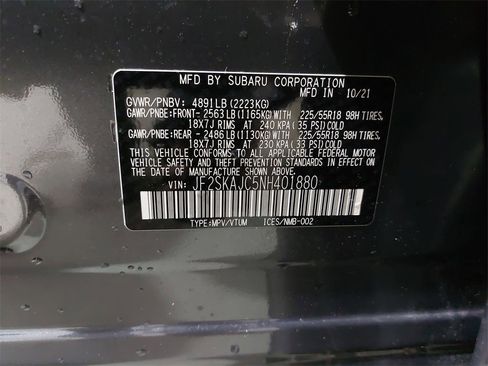 MFD BY SUBARU CORPORATION 10/21
GVWR/PNBV: 4891LB (2223KG)
GAWR/PNBE:FRONT- 2563LB(1165KG)WITH 225/55R18 98H TIRES,
18X7J RIMS AT 240 KPA(35 PSI)COLD
GAWR/PNBE:REAR - 2486LB(1130KG)WITH 225/55R18 98H TIRES,
18X7J RIMS AT 230 KPA(33 PSI)COLD
THIS VEHICLE CONFORMS TO ALL APPLICABLE FEDERAL MOTOR VEHICLE
SAFETY AND THEFT PREVENTION STANDARDS IN EFFECT ON THE
DATE OF MANUFACTURE SHOWN ABOVE.
VIN: JF2SKAJC5NH401880
TYPE:MPV/VTUM ICES/NMB-002